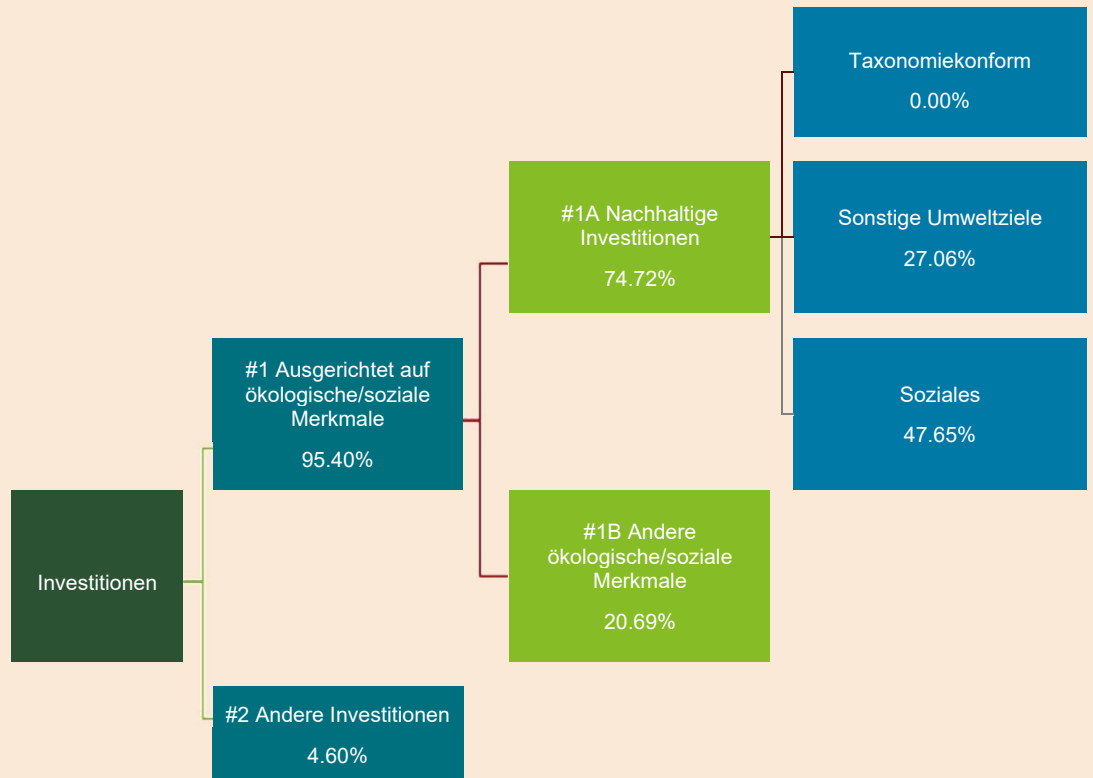 Investitionen
#1 Ausgerichtet auf
ökologische/soziale
Merkmale
95.40%
#2 Andere Investitionen
4.60%
#1A Nachhaltige
Investitionen
74.72%
#1B Andere
ökologische/soziale
Merkmale
20.69%
Taxonomiekonform
0.00%
Sonstige Umweltziele
27.06%
Soziales
47.65%